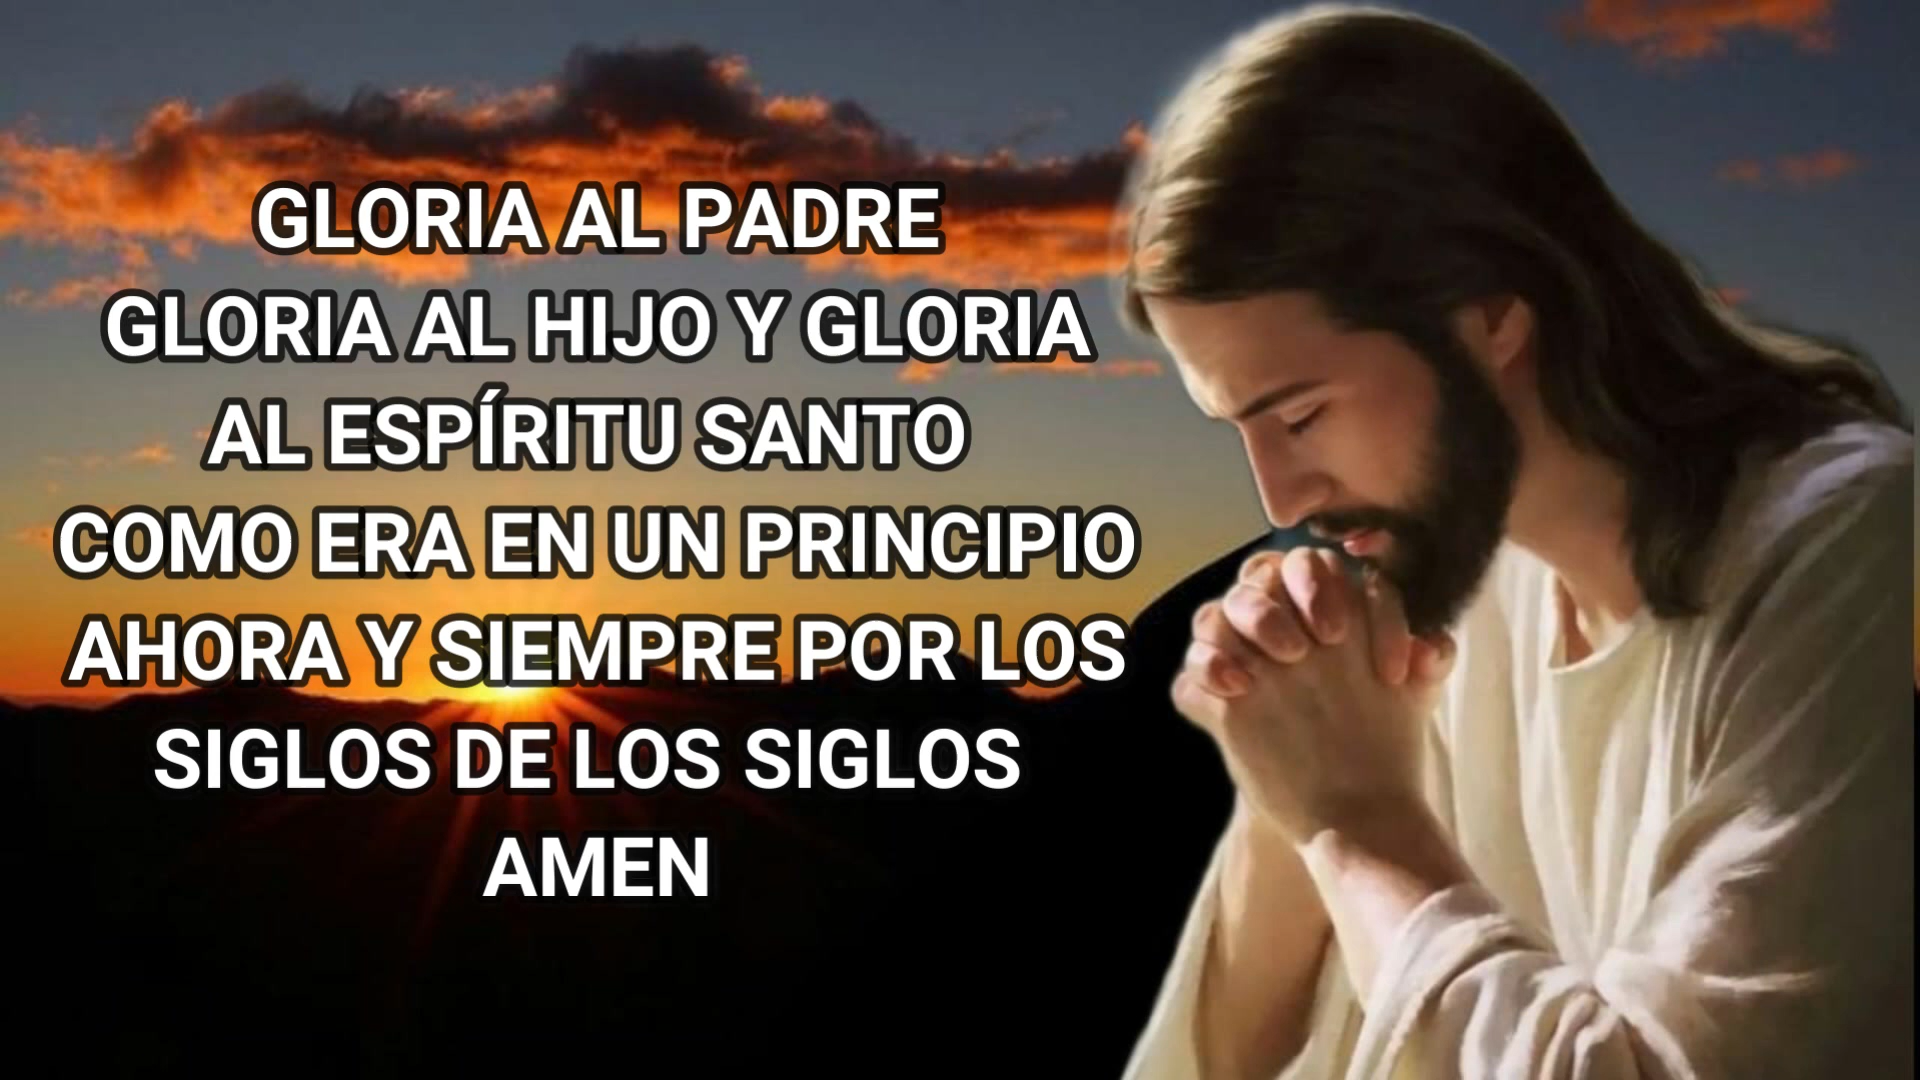 GLORIA AL PADRE
GLORIA AL HIJO Y GLORIA
AL ESPÍRITU SANTO
COMO ERA EN UN PRINCIPIO
AHORA Y SIEMPRE POR LOS
SIGLOS DE LOS SIGLOS
AMEN